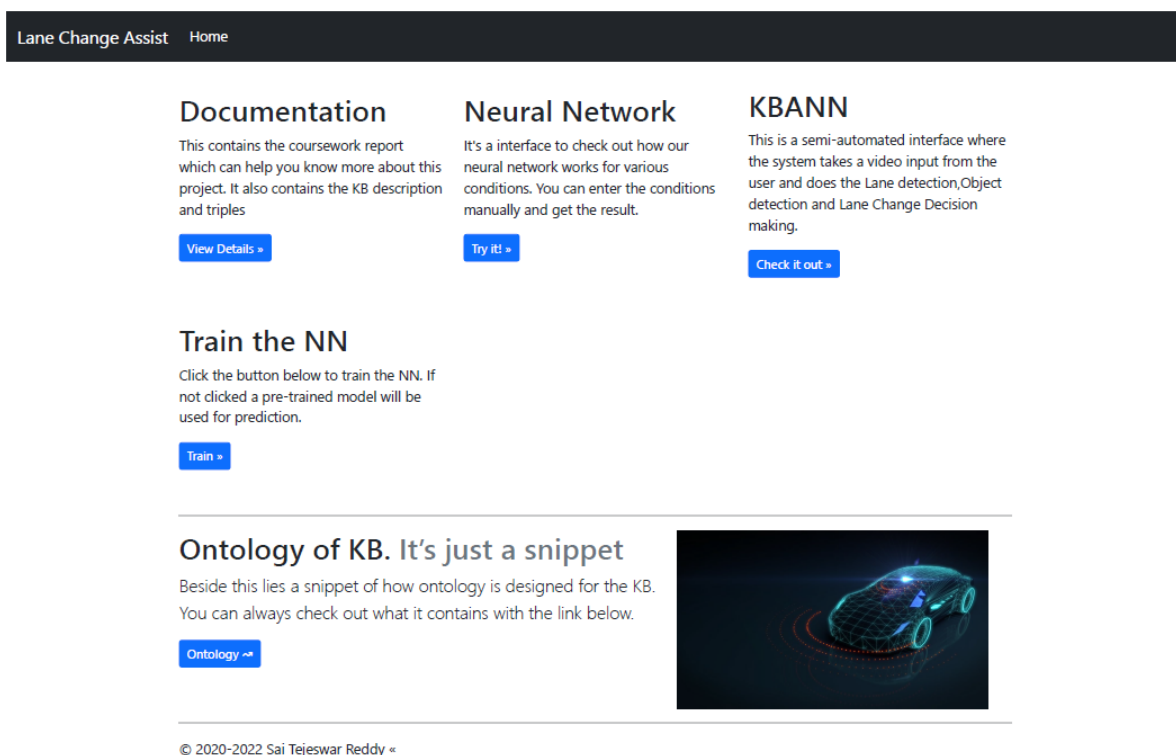 Lane Change Assist Home
Documentation
This contains the coursework report
which can help you know more about this
project. It also contains the KB description
and triples
View Details »
Neural Network
It's a interface to check out how our
neural network works for various
conditions. You can enter the conditions
manually and get the result.
Try it! »
KBANN
This is a semi-automated interface where
the system takes a video input from the
user and does the Lane detection,Object
detection and Lane Change Decision
making.
Check it out »
Train the NN
Click the button below to train the NN. If
not clicked a pre-trained model will be
used for prediction.
Train »
Ontology of KB. It's just a snippet
Beside this lies a snippet of how ontology is designed for the KB.
You can always check out what it contains with the link below.
Ontology ↝
© 2020-2022 Sai Tejeswar Reddy «